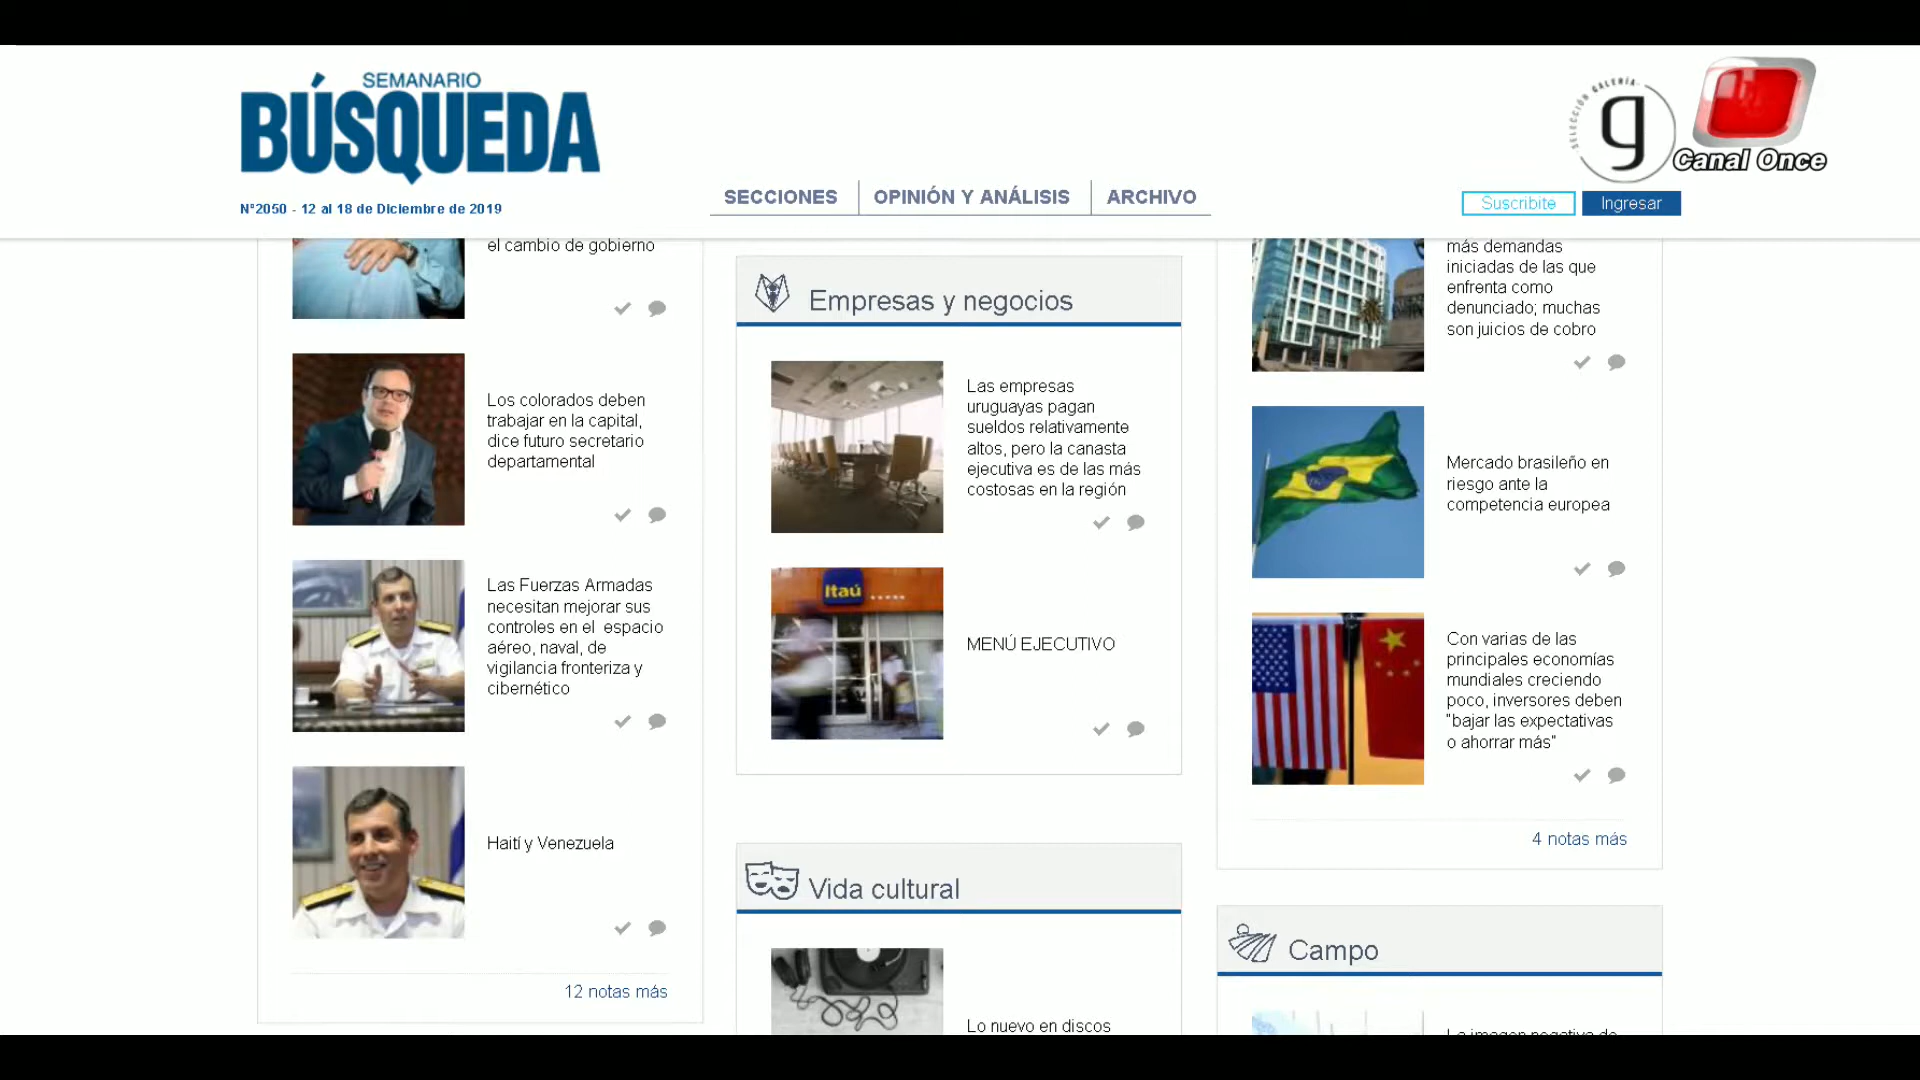 SEMANARIO
BÚSQUEDA
N°2050 - 12 al 18 de Diciembre de 2019
SECCIONES
OPINIÓN Y ANÁLISIS
ARCHIVO
SELECCIÓN GALERÍA
g
Canal Once
Suscribite
Ingresar
el cambio de gobierno
Los colorados deben
trabajar en la capital,
dice futuro secretario
departamental
Las Fuerzas Armadas
necesitan mejorar sus
controles en el espacio
aéreo, naval, de
vigilancia fronteriza y
cibernético
Haití y Venezuela
12 notas más
Empresas y negocios
Las empresas
uruguayas pagan
sueldos relativamente
altos, pero la canasta
ejecutiva es de las más
costosas en la región
Itaú
MENÚ EJECUTIVO
Vida cultural
Lo nuevo en discos
más demandas
iniciadas de las que
enfrenta como
denunciado; muchas
son juicios de cobro
Mercado brasileño en
riesgo ante la
competencia europea
Con varias de las
principales economías
mundiales creciendo
poco, inversores deben
"bajar las expectativas
o ahorrar más"
4 notas más
Campo
La imagen negativa de